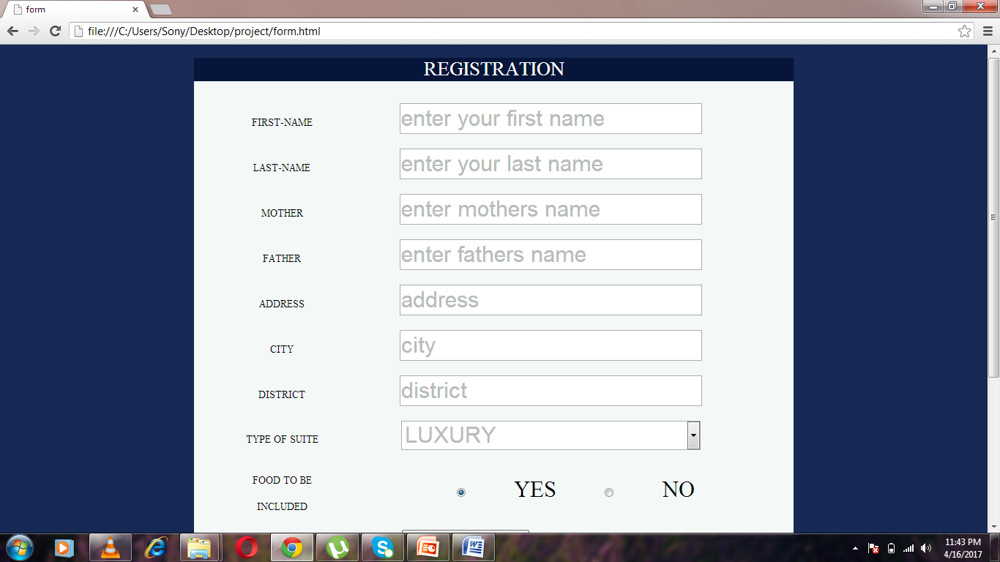 form
file:///C:/Users/Sony/Desktop/project/form.html
REGISTRATION
FIRST-NAME enter your first name
LAST-NAME enter your last name
MOTHER enter mothers name
FATHER enter fathers name
ADDRESS address
CITY city
DISTRICT district
TYPE OF SUITE LUXURY
FOOD TO BE
INCLUDED
YES NO
11:43 PM
4/16/2017